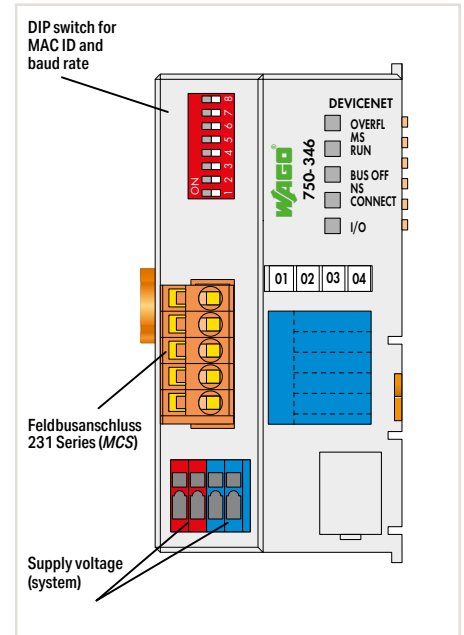 DIP switch for
MAC ID and
baud rate
ON
1 2 3 4 5 6 7 8
WAGO®
750-346
DEVICENET
OVERFL
MS
RUN
BUS OFF
NS
CONNECT
I/O
01 02 03 04
Feldbusanschluss
231 Series (MCS)
Supply voltage
(system)